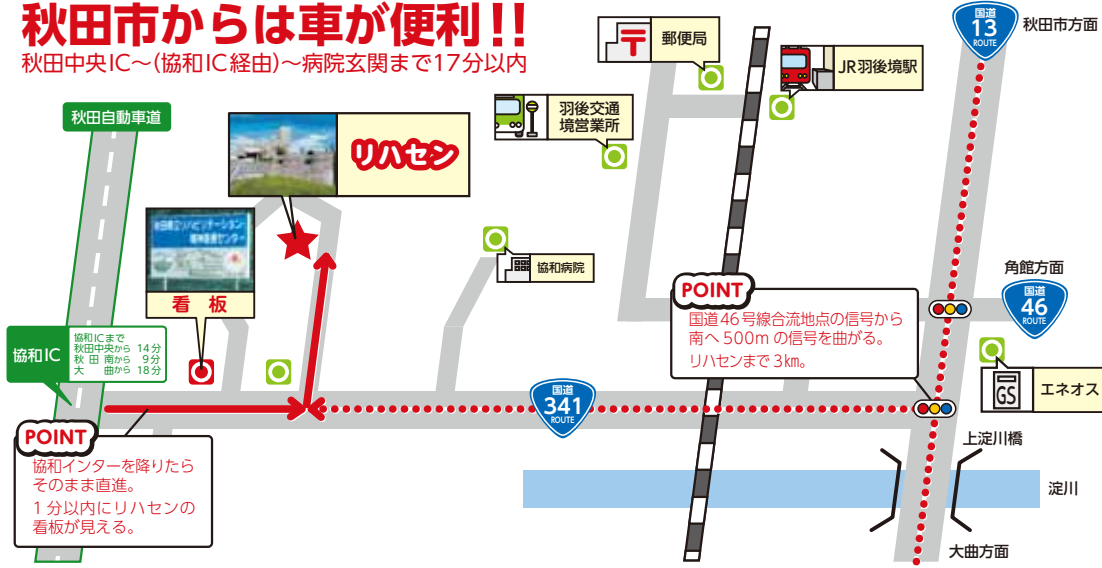 秋田市からは車が便利!!
秋田中央IC~(協和IC経由)~病院玄関まで17分以内
秋田自動車道
リハセン
看 板
協和IC
協和ICまで
秋田中央から 14分
秋田南から 9分
大曲から 18分
POINT
協和インターを降りたら
そのまま直進。
1分以内にリハセンの
看板が見える。
郵便局
羽後交通
境営業所
JR羽後境駅
協和病院
POINT
国道46号線合流地点の信号から
南へ500mの信号を曲がる。
リハセンまで3km。
国道
341
ROUTE
国道
13
ROUTE
秋田市方面
角館方面
国道
46
ROUTE
GS
エネオス
上淀川橋
淀川
大曲方面